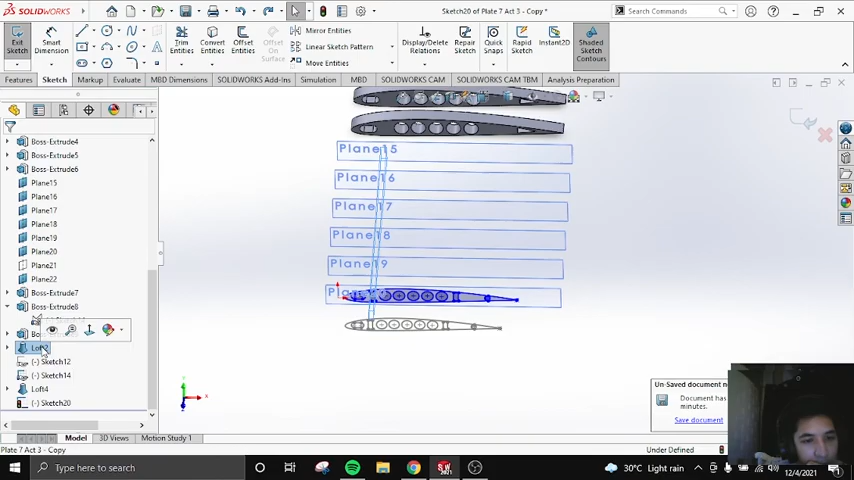 SOLIDWORKS
Sketch20 of Plate 7 Act 3 - Copy *
Search Commands
Exit Sketch
Smart Dimension
Trim Entities
Convert Entities
Offset Entities
Offset On Surface
Mirror Entities
Linear Sketch Pattern
Move Entities
Display/Delete Relations
Repair Sketch
Quick Snaps
Rapid Sketch
Instant2D
Shaded Sketch Contours
Features Sketch Markup Evaluate MBD Dimensions SOLIDWORKS Add-Ins Simulation MBD SOLIDWORKS CAM SOLIDWORKS CAM TBM Analysis Preparation
Boss-Extrude4
Boss-Extrude5
Boss-Extrude6
Plane15
Plane16
Plane17
Plane18
Plane19
Plane20
Plane21
Plane22
Boss-Extrude7
Boss-Extrude8
Loft2
(-) Sketch12
(-) Sketch14
Loft4
(-) Sketch20
Plane15
Plane16
Plane17
Plane18
Plane19
Un-Saved document n
Document has
minutes.
Save document
Model 3D Views Motion Study 1
Plate 7 Act 3 - Copy
Under Defined
Type here to search
30°C Light rain
12/4/2021